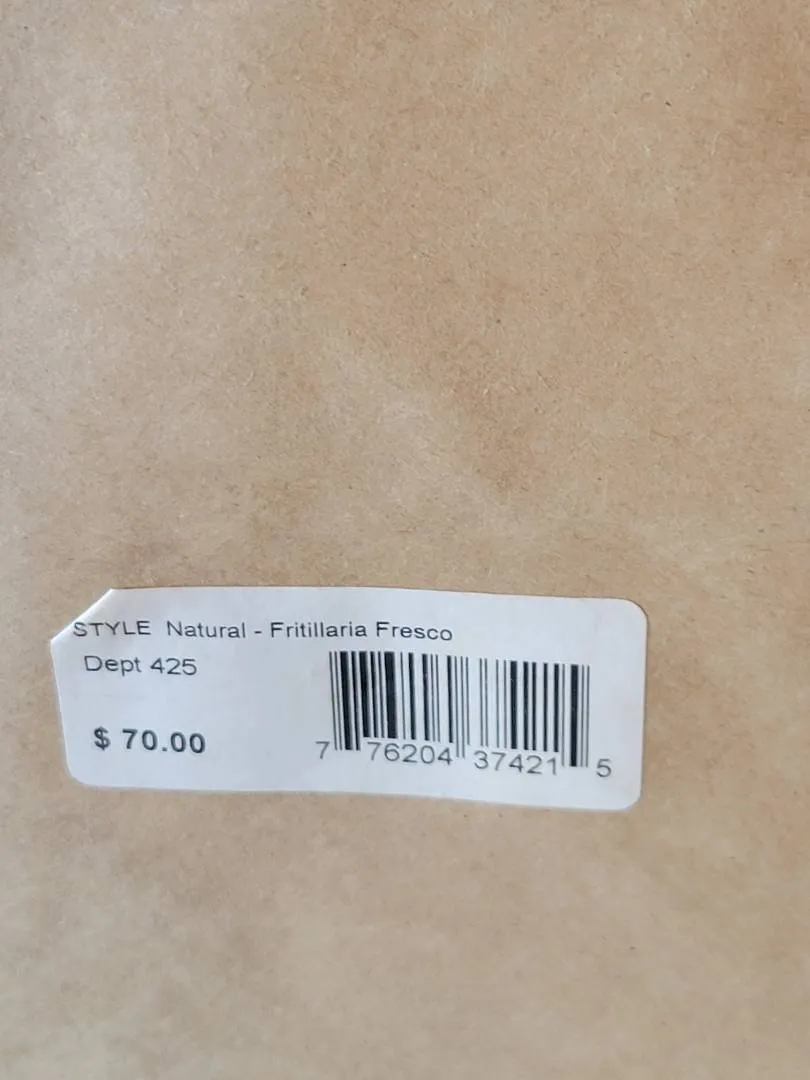 STYLE Natural - Fritillaria Fresco
Dept 425
$ 70.00
7 76204 37421 5